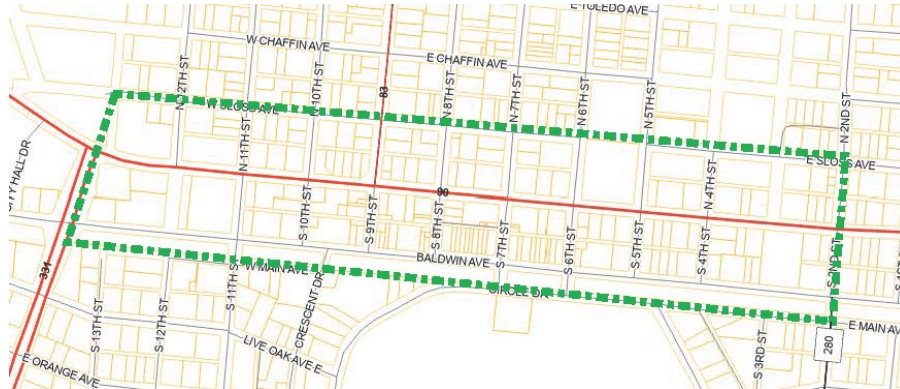 E TOLEDO AVE
W CHAFFIN AVE
E CHAFFIN AVE
N 12TH ST
N 10TH ST
83
N 8TH ST
N 7TH ST
N 6TH ST
N 5TH ST
N 2ND ST
W SLOSS AVE
N 11TH ST
E SLOSS AVE
N 4TH ST
90
S 10TH ST
S 9TH ST
S 8TH ST
S 7TH ST
S 6TH ST
S 5TH ST
S 4TH ST
S 2ND ST
HALL DR
331
BALDWIN AVE
W MAIN AVE
CIRCLE DR
S 13TH ST
S 12TH ST
S 11TH ST
CRESCENT DR
LIVE OAK AVE E
S 3RD ST
E MAIN AVE
280
E ORANGE AVE